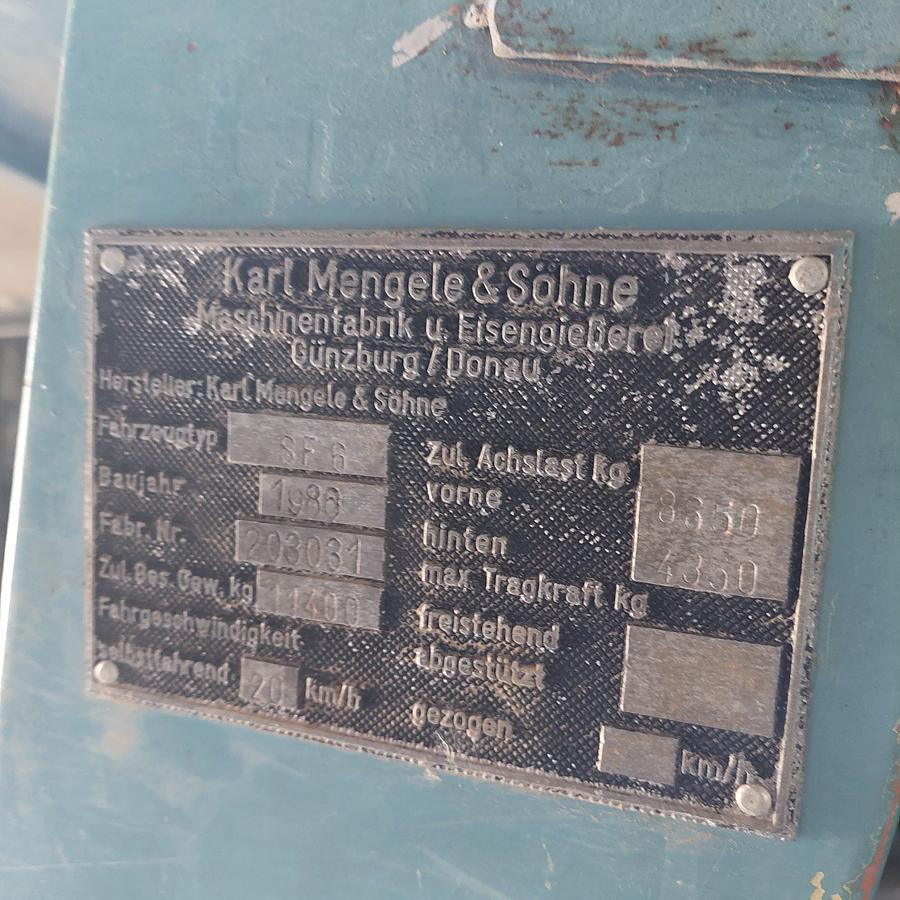 Karl Mengele & Söhne
Maschinenfabrik u. Eisengießerei
Günzburg / Donau
Hersteller: Karl Mengele & Söhne
Fahrzeugtyp SF 6
Baujahr 1980
Fabr. Nr. 203031
Zul. Ges. Gew. kg 11400
Fahrgeschwindigkeit
selbstfahrend 20 km/h
Zul. Achslast kg
vorne 8350
hinten 4350
max Tragkraft kg
freistehend
abgestützt
gezogen km/h